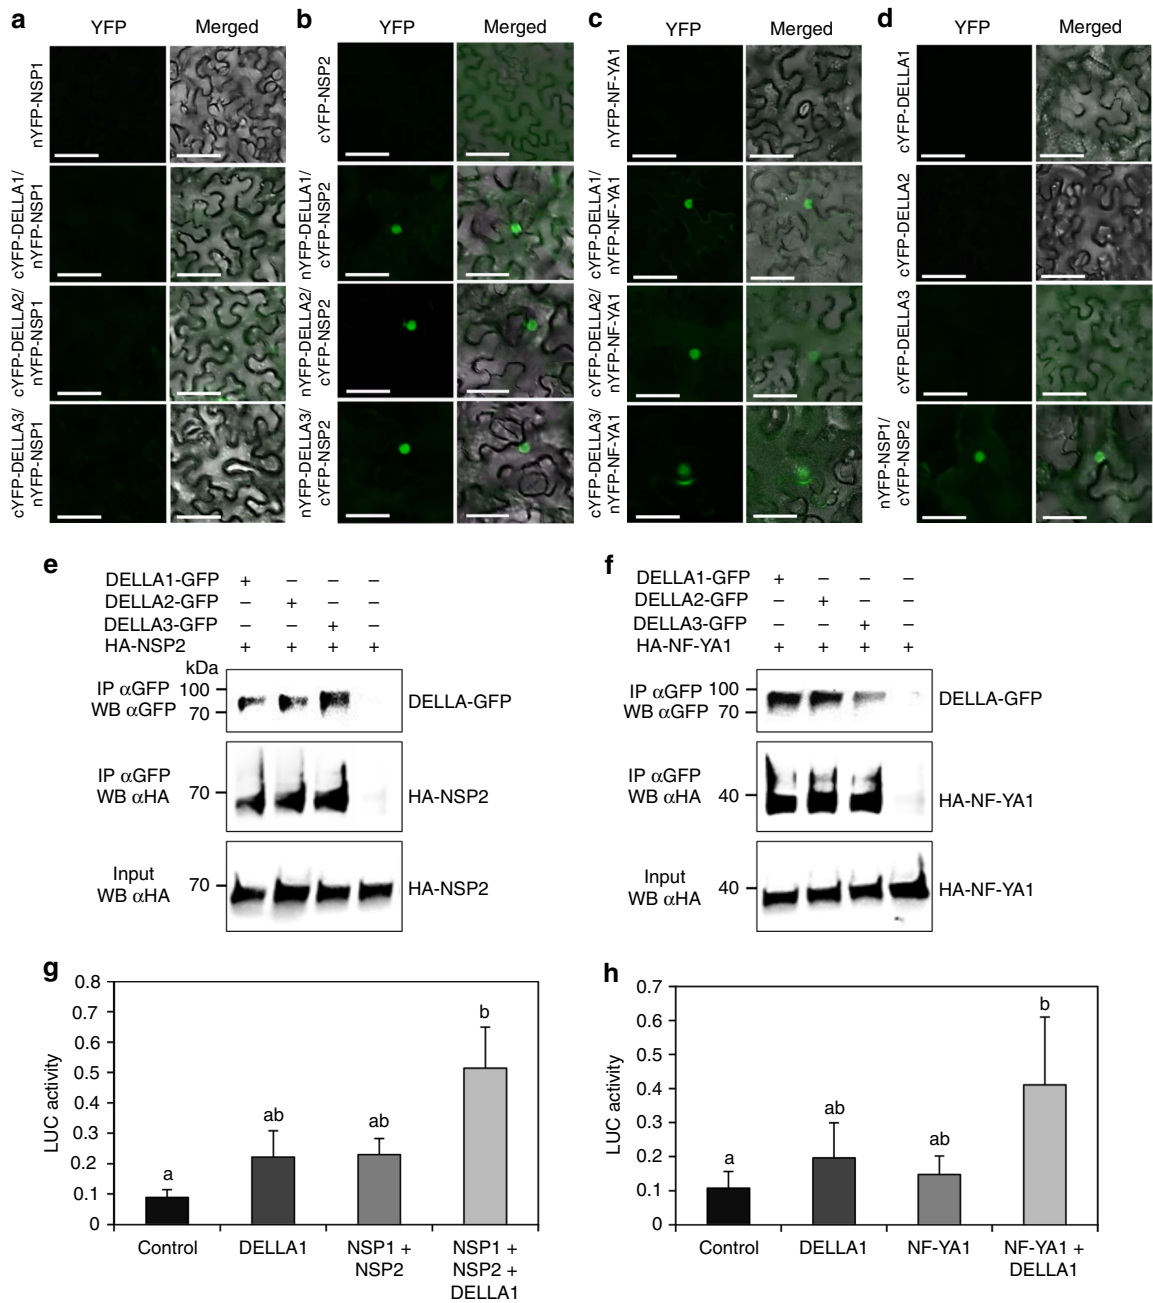 a
YFP
Merged
nYFP-NSP1
cYFP-DELLA1/
nYFP-NSP1
cYFP-DELLA2/
nYFP-NSP1
cYFP-DELLA3/
nYFP-NSP1
b
YFP
Merged
cYFP-NSP2
nYFP-DELLA1/
cYFP-NSP2
nYFP-DELLA2/
cYFP-NSP2
nYFP-DELLA3/
cYFP-NSP2
c
YFP
Merged
nYFP-NF-YA1
cYFP-DELLA1/
nYFP-NF-YA1
cYFP-DELLA2/
nYFP-NF-YA1
cYFP-DELLA3/
nYFP-NF-YA1
d
YFP
Merged
cYFP-DELLA1
cYFP-DELLA2
cYFP-DELLA3
nYFP-NSP1/
cYFP-NSP2
e
DELLA1-GFP + – – –
DELLA2-GFP – + – –
DELLA3-GFP – – + –
HA-NSP2 + + + +
kDa
IP αGFP 100
WB αGFP 70
DELLA-GFP
IP αGFP
WB αHA
70
HA-NSP2
Input
WB αHA
70
HA-NSP2
f
DELLA1-GFP + – – –
DELLA2-GFP – + – –
DELLA3-GFP – – + –
HA-NF-YA1 + + + +
IP αGFP 100
WB αGFP 70
DELLA-GFP
IP αGFP
WB αHA
40
HA-NF-YA1
Input
WB αHA
40
HA-NF-YA1
g
LUC activity
0.8
0.7
0.6
0.5
0.4
0.3
0.2
0.1
0
a
ab
ab
b
Control
DELLA1
NSP1 +
NSP2
NSP1 +
NSP2 +
DELLA1
h
LUC activity
0.7
0.6
0.5
0.4
0.3
0.2
0.1
0
a
ab
ab
b
Control
DELLA1
NF-YA1
NF-YA1 +
DELLA1